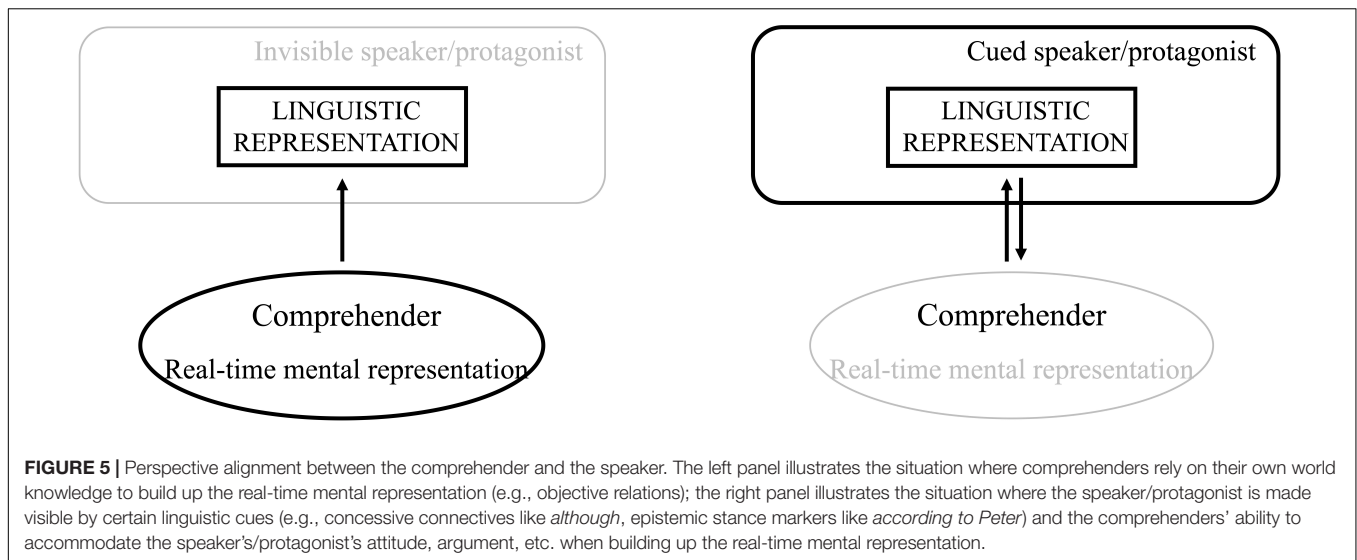 Invisible speaker/protagonist
LINGUISTIC
REPRESENTATION
Comprehender
Real-time mental representation
Cued speaker/protagonist
LINGUISTIC
REPRESENTATION
Comprehender
Real-time mental representation
FIGURE 5 | Perspective alignment between the comprehender and the speaker. The left panel illustrates the situation where comprehenders rely on their own world
knowledge to build up the real-time mental representation (e.g., objective relations); the right panel illustrates the situation where the speaker/protagonist is made
visible by certain linguistic cues (e.g., concessive connectives like although, epistemic stance markers like according to Peter) and the comprehenders' ability to
accommodate the speaker's/protagonist's attitude, argument, etc. when building up the real-time mental representation.